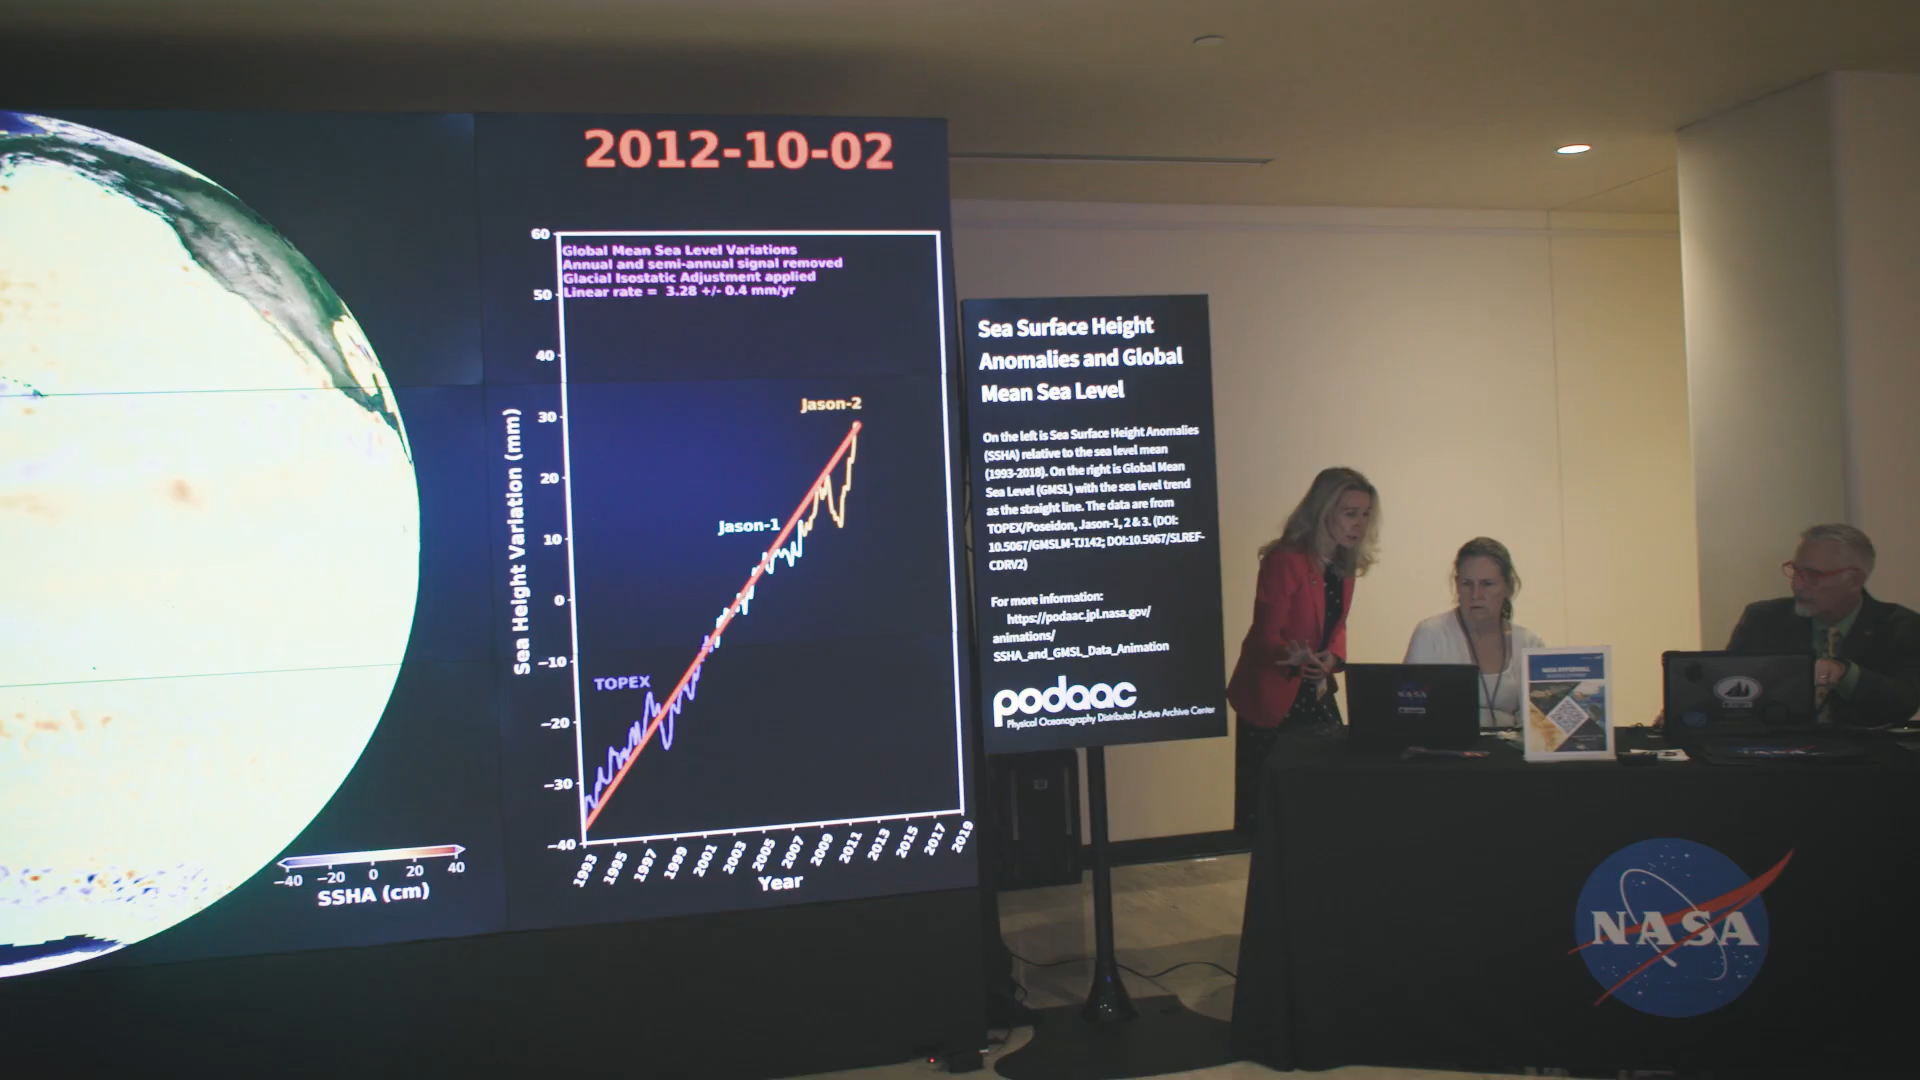 2012-10-02
60
Global Mean Sea Level Variations
Annual and semi-annual signal removed
Glacial Isostatic Adjustment applied
Linear rate = 3.28 +/- 0.4 mm/yr
50
40
30
20
10
0
−10
−20
−30
−40
Sea Height Variation (mm)
Jason-2
Jason-1
TOPEX
1993
1995
1997
1999
2001
2003
2005
2007
2009
2011
2013
2015
2017
2019
Year
−40 −20 0 20 40
SSHA (cm)
Sea Surface Height
Anomalies and Global
Mean Sea Level
On the left is Sea Surface Height Anomalies
(SSHA) relative to the sea level mean
(1993-2018). On the right is Global Mean
Sea Level (GMSL) with the sea level trend
as the straight line. The data are from
TOPEX/Poseidon, Jason-1, 2 & 3. (DOI:
10.5067/GMSLM-TJ142; DOI:10.5067/SLREF-
CDRV2)
For more information:
https://podaac.jpl.nasa.gov/
animations/
SSHA_and_GMSL_Data_Animation
podaac
Physical Oceanography Distributed Active Archive Center
NASA
NASA HYPERWALL
NASA